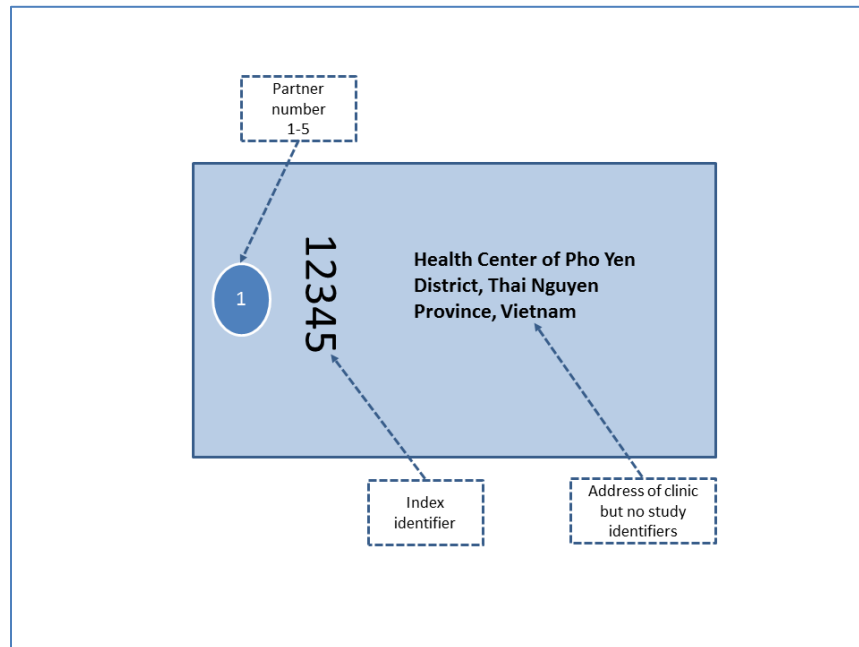 Partner
number
1-5
1
12345
Health Center of Pho Yen
District, Thai Nguyen
Province, Vietnam
Index
identifier
Address of clinic
but no study
identifiers